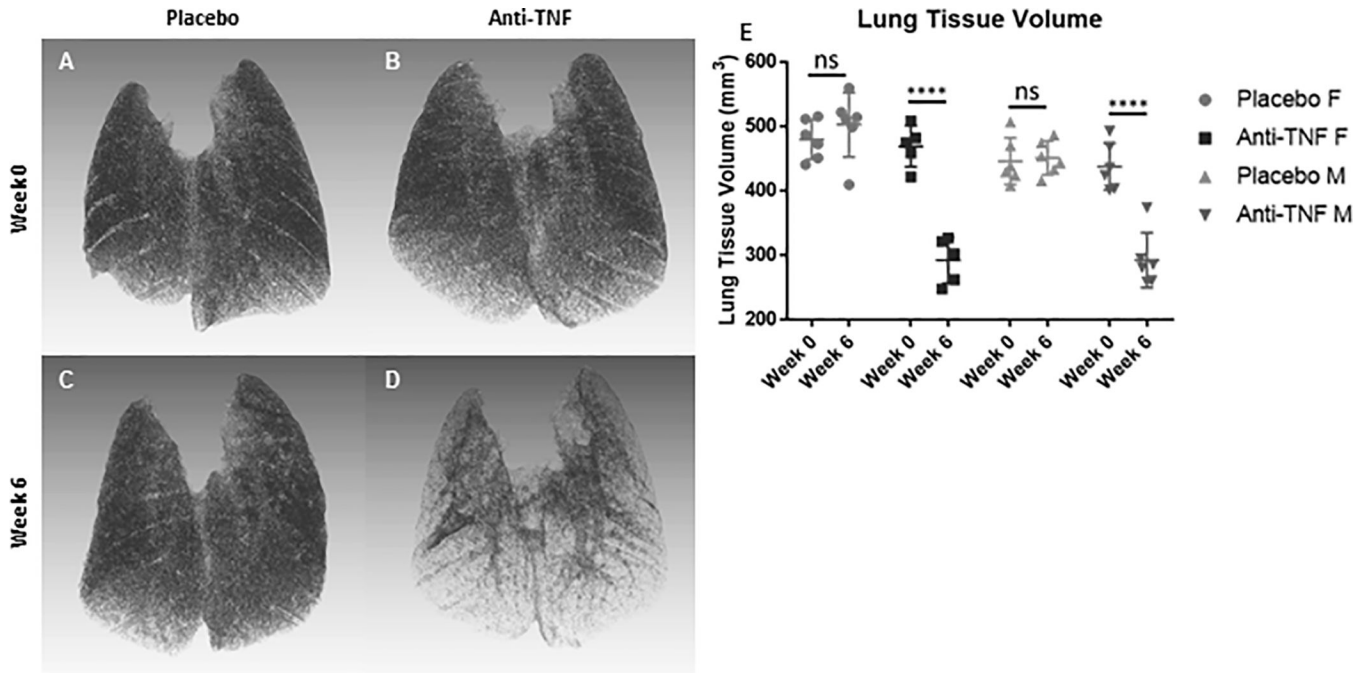 Placebo
Anti-TNF
Week 0
Week 6
A
B
C
D
E
Lung Tissue Volume
Lung Tissue Volume (mm³)
600
500
400
300
200
ns
****
ns
****
Week 0
Week 6
Week 0
Week 6
Week 0
Week 6
Week 0
Week 6
Placebo F
Anti-TNF F
Placebo M
Anti-TNF M